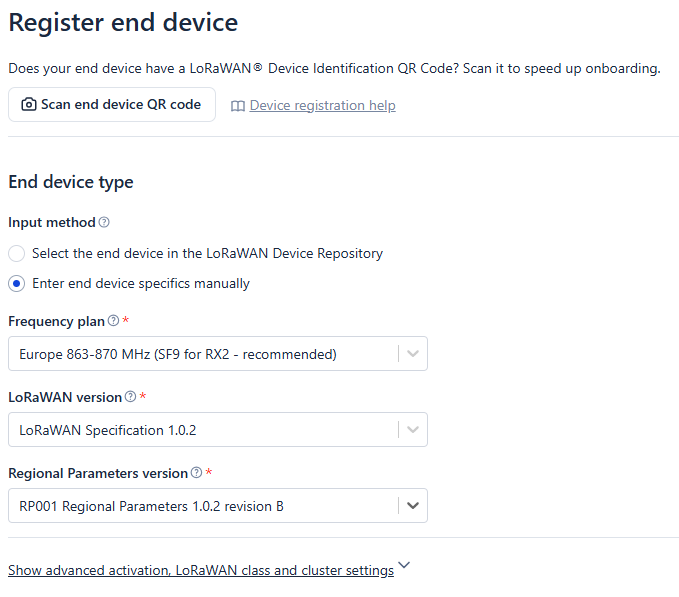 Register end device
Does your end device have a LoRaWAN® Device Identification QR Code? Scan it to speed up onboarding.
Scan end device QR code
Device registration help
End device type
Input method
Select the end device in the LoRaWAN Device Repository
Enter end device specifics manually
Frequency plan *
Europe 863-870 MHz (SF9 for RX2 - recommended)
LoRaWAN version *
LoRaWAN Specification 1.0.2
Regional Parameters version *
RP001 Regional Parameters 1.0.2 revision B
Show advanced activation, LoRaWAN class and cluster settings